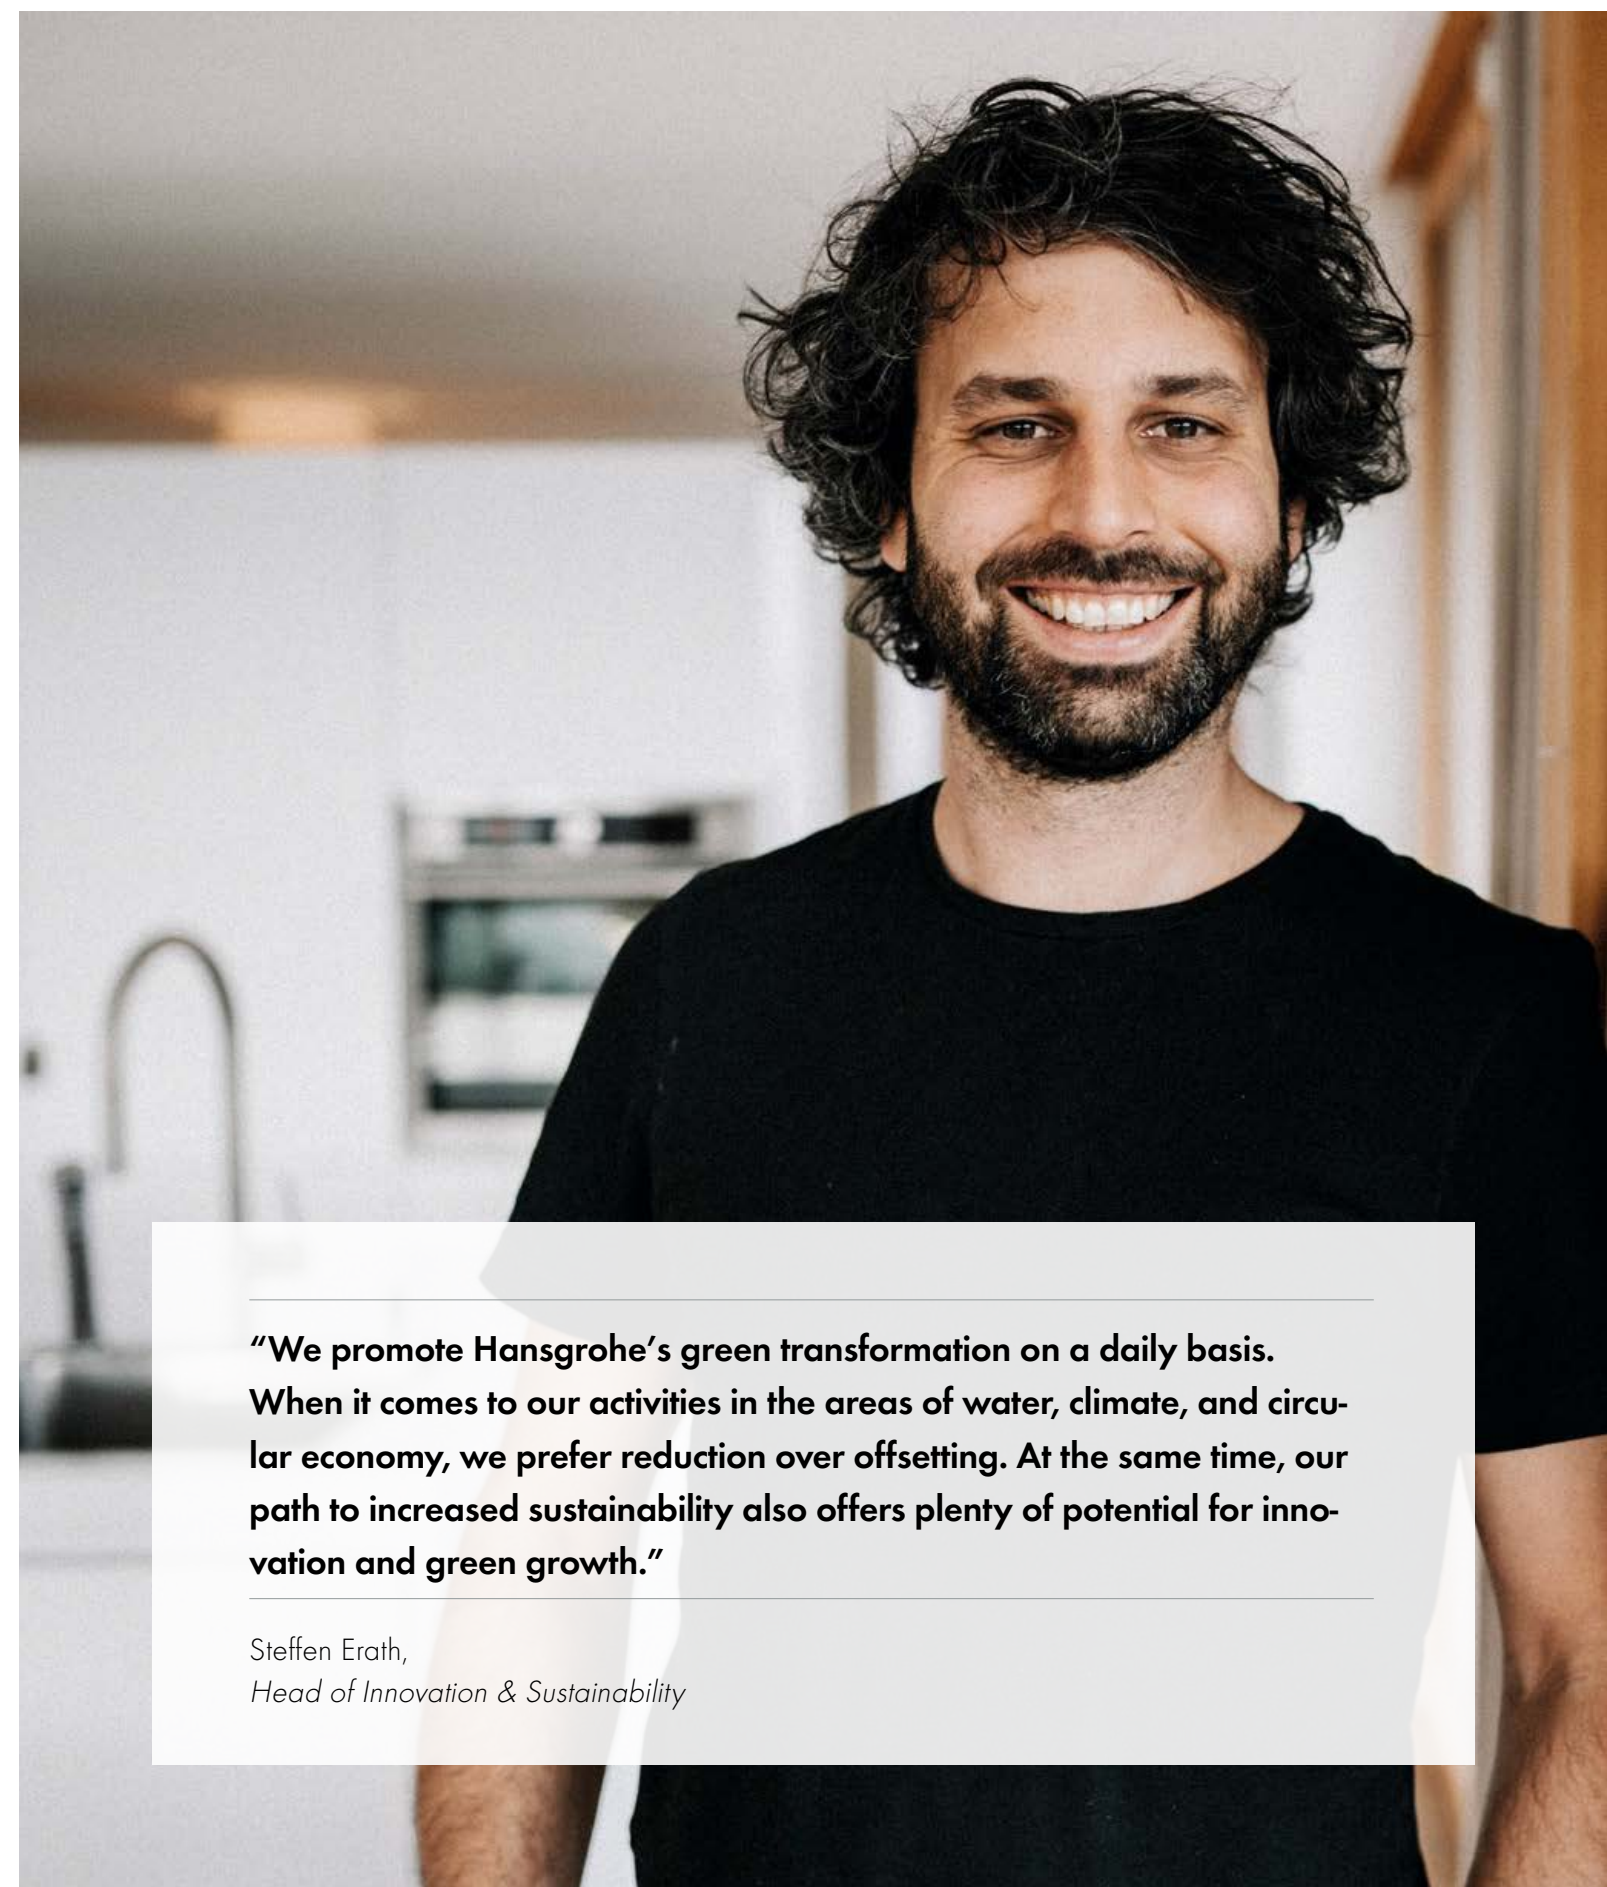 “We promote Hansgrohe’s green transformation on a daily basis.
When it comes to our activities in the areas of water, climate, and circu-
lar economy, we prefer reduction over offsetting. At the same time, our
path to increased sustainability also offers plenty of potential for inno-
vation and green growth.”
Steffen Erath,
Head of Innovation & Sustainability